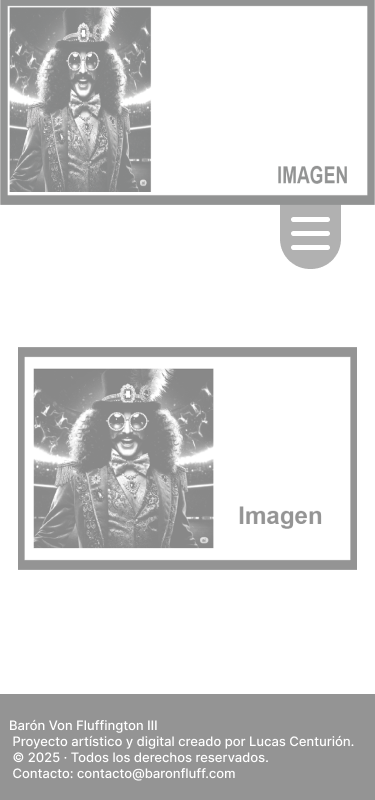 IMAGEN
Imagen
Barón Von Fluffington III
Proyecto artístico y digital creado por Lucas Centurión.
© 2025 · Todos los derechos reservados.
Contacto: contacto@baronfluff.com